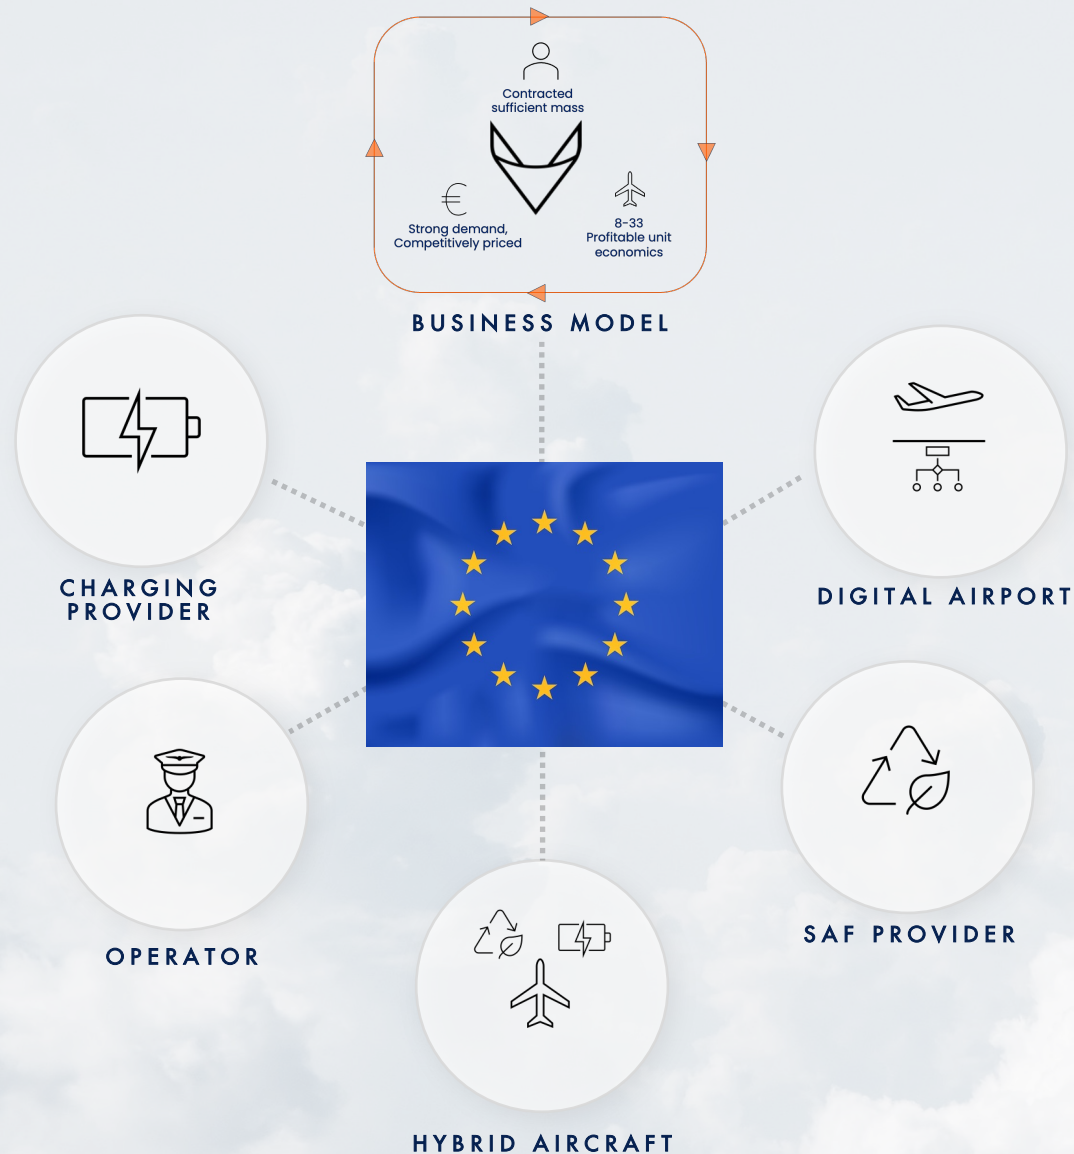 Contracted
sufficient mass
Strong demand,
Competitively priced
8-33
Profitable unit
economics
BUSINESS MODEL
CHARGING
PROVIDER
DIGITAL AIRPORT
OPERATOR
SAF PROVIDER
HYBRID AIRCRAFT